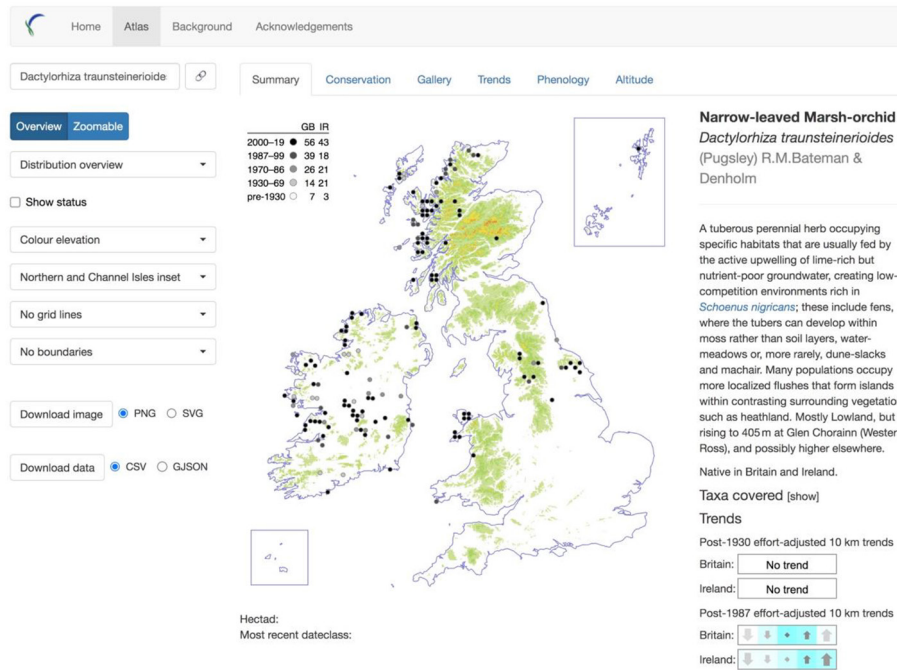 Home Atlas Background Acknowledgements
Dactylorhiza traunsteinerioide
Summary Conservation Gallery Trends Phenology Altitude
Overview Zoomable
Distribution overview
Show status
Colour elevation
Northern and Channel Isles inset
No grid lines
No boundaries
Download image PNG SVG
Download data CSV GJSON
GB IR
2000–19 56 43
1987–99 39 18
1970–86 26 21
1930–69 14 21
pre-1930 7 3
Hectad:
Most recent dateclass:
Narrow-leaved Marsh-orchid
Dactylorhiza traunsteinerioides
(Pugsley) R.M.Bateman &
Denholm
A tuberous perennial herb occupying
specific habitats that are usually fed by
the active upwelling of lime-rich but
nutrient-poor groundwater, creating low-
competition environments rich in
Schoenus nigricans; these include fens,
where the tubers can develop within
moss rather than soil layers, water-
meadows or, more rarely, dune-slacks
and machair. Many populations occupy
more localized flushes that form islands
within contrasting surrounding vegetatio
such as heathland. Mostly Lowland, but
rising to 405 m at Glen Chorainn (Wester
Ross), and possibly higher elsewhere.
Native in Britain and Ireland.
Taxa covered [show]
Trends
Post-1930 effort-adjusted 10 km trends
Britain: No trend
Ireland: No trend
Post-1987 effort-adjusted 10 km trends
Britain:
Ireland: